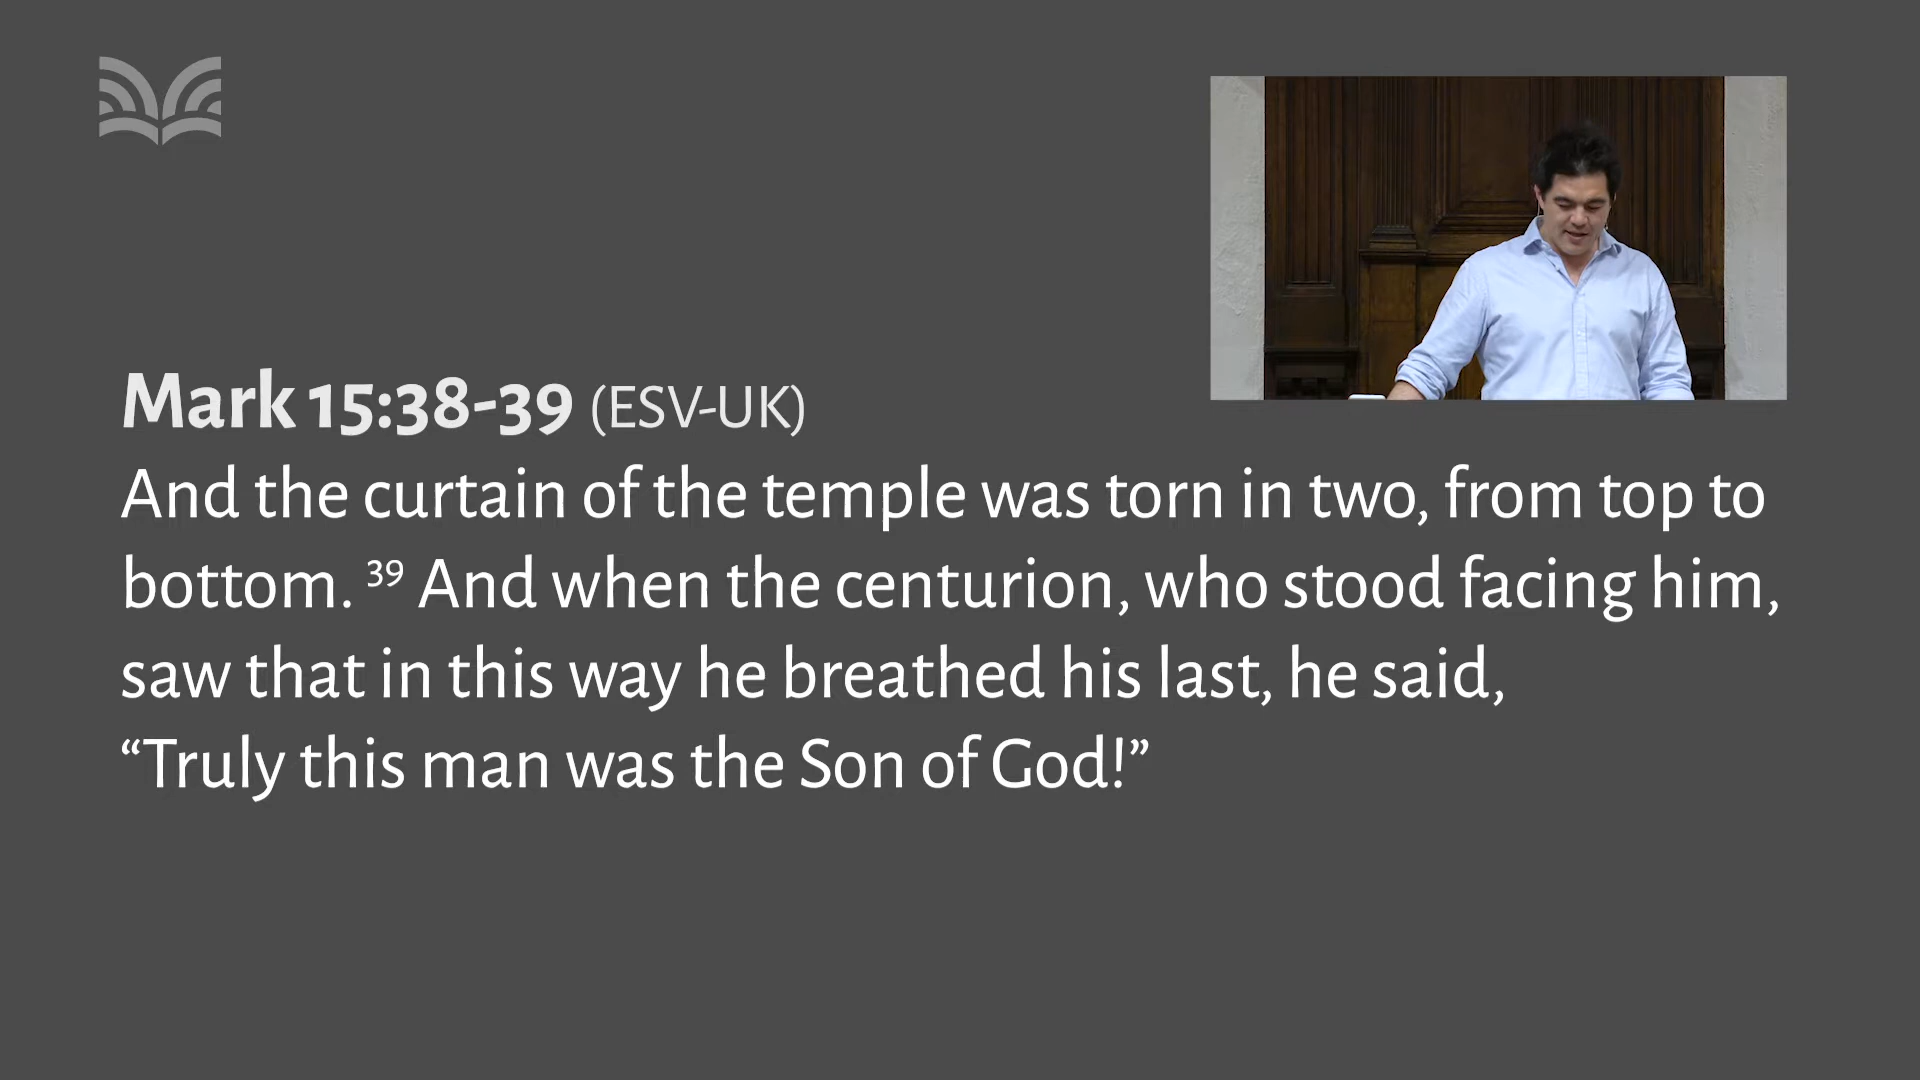 Mark 15:38-39 (ESV-UK)
And the curtain of the temple was torn in two, from top to
bottom. 39 And when the centurion, who stood facing him,
saw that in this way he breathed his last, he said,
“Truly this man was the Son of God!”